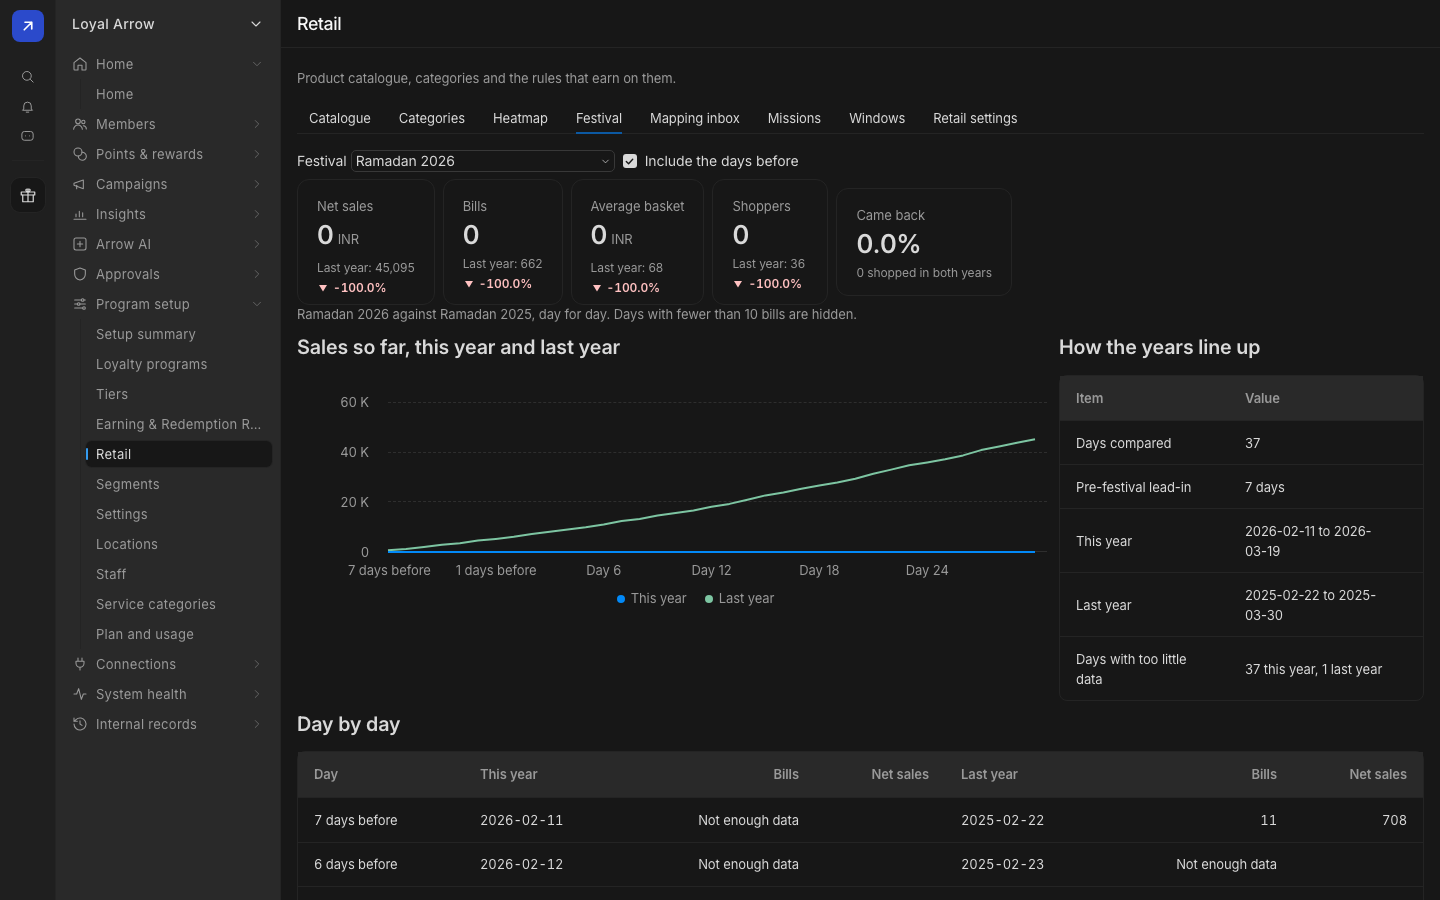 Loyal Arrow
Home
Home
Members
Points & rewards
Campaigns
Insights
Arrow AI
Approvals
Program setup
Setup summary
Loyalty programs
Tiers
Earning & Redemption R...
Retail
Segments
Settings
Locations
Staff
Service categories
Plan and usage
Connections
System health
Internal records
Retail
Product catalogue, categories and the rules that earn on them.
Catalogue Categories Heatmap Festival Mapping inbox Missions Windows Retail settings
Festival Ramadan 2026 Include the days before
Net sales
0 INR
Last year: 45,095
-100.0%
Bills
0
Last year: 662
-100.0%
Average basket
0 INR
Last year: 68
-100.0%
Shoppers
0
Last year: 36
-100.0%
Came back
0.0%
0 shopped in both years
Ramadan 2026 against Ramadan 2025, day for day. Days with fewer than 10 bills are hidden.
Sales so far, this year and last year
60 K
40 K
20 K
0
7 days before 1 days before Day 6 Day 12 Day 18 Day 24
This year Last year
How the years line up
Item Value
Days compared 37
Pre-festival lead-in 7 days
This year 2026-02-11 to 2026-
03-19
Last year 2025-02-22 to 2025-
03-30
Days with too little
data
37 this year, 1 last year
Day by day
Day This year Bills Net sales Last year Bills Net sales
7 days before 2026-02-11 Not enough data 2025-02-22 11 708
6 days before 2026-02-12 Not enough data 2025-02-23 Not enough data